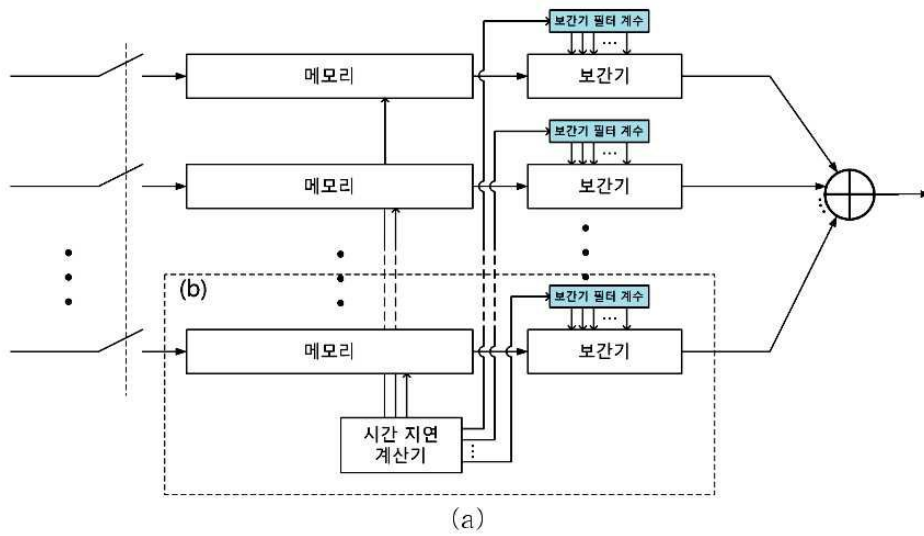 보간기 필터 계수
메모리
보간기
보간기 필터 계수
메모리
보간기
(b)
보간기 필터 계수
메모리
보간기
시간 지연
계산기
(a)